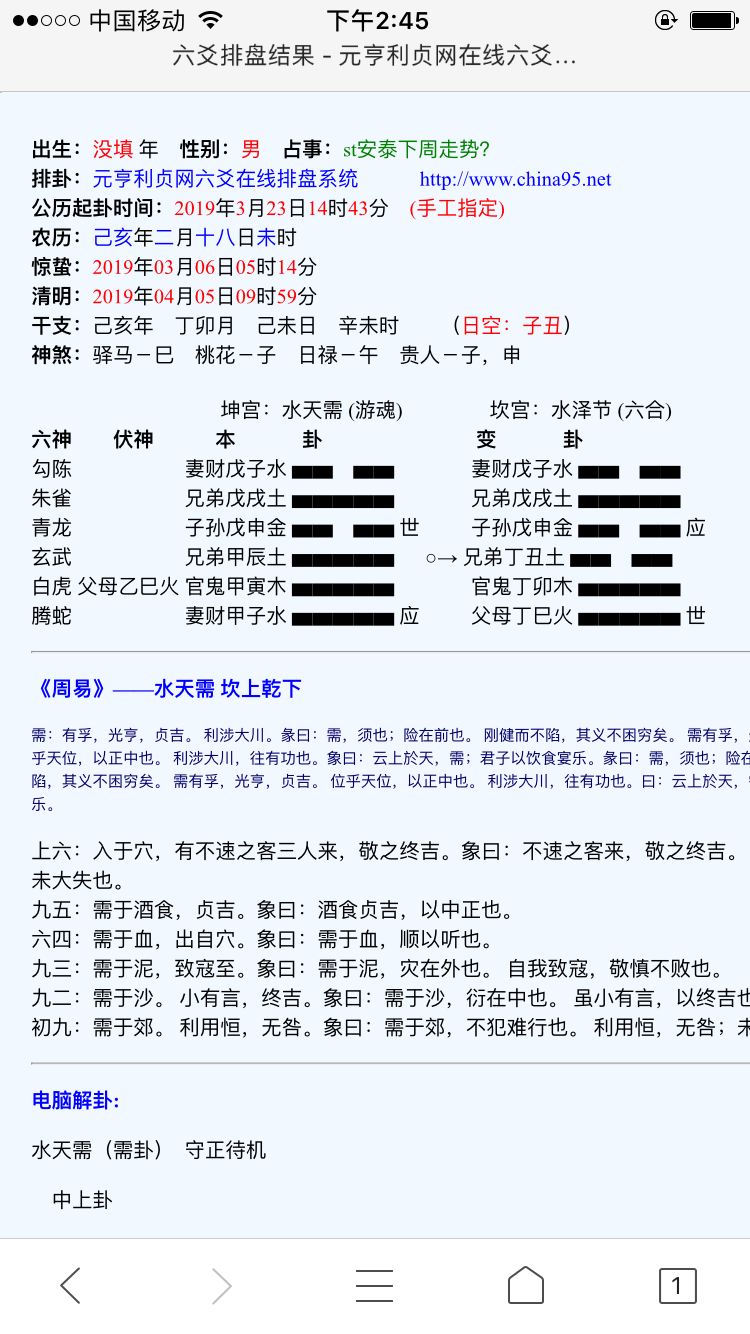 中国移动 下午2:45
六爻排盘结果 - 元亨利贞网在线六爻...
出生：没填 年 性别：男 占事：st安泰下周走势?
排卦：元亨利贞网六爻在线排盘系统 http://www.china95.net
公历起卦时间：2019年3月23日14时43分 (手工指定)
农历：己亥年二月十八日未时
惊蛰：2019年03月06日05时14分
清明：2019年04月05日09时59分
干支：己亥年 丁卯月 己未日 辛未时 （日空：子丑）
神煞：驿马－巳 桃花－子 日禄－午 贵人－子，申
坤宫：水天需 (游魂) 坎宫：水泽节 (六合)
六神 伏神 本 卦 变 卦
勾陈 妻财戊子水 妻财戊子水
朱雀 兄弟戊戌土 兄弟戊戌土
青龙 子孙戊申金 世 子孙戊申金 应
玄武 兄弟甲辰土 ○→ 兄弟丁丑土
白虎 父母乙巳火 官鬼甲寅木 官鬼丁卯木
腾蛇 妻财甲子水 应 父母丁巳火 世
《周易》——水天需 坎上乾下
需：有孚，光亨，贞吉。 利涉大川。彖曰：需，须也；险在前也。 刚健而不陷，其义不困穷矣。 需有孚，
乎天位，以正中也。 利涉大川，往有功也。象曰：云上於天，需；君子以饮食宴乐。彖曰：需，须也；险在
陷，其义不困穷矣。 需有孚，光亨，贞吉。 位乎天位，以正中也。 利涉大川，往有功也。曰：云上於天，
乐。
上六：入于穴，有不速之客三人来，敬之终吉。象曰：不速之客来，敬之终吉。
未大失也。
九五：需于酒食，贞吉。象曰：酒食贞吉，以中正也。
六四：需于血，出自穴。象曰：需于血，顺以听也。
九三：需于泥，致寇至。象曰：需于泥，灾在外也。 自我致寇，敬慎不败也。
九二：需于沙。 小有言，终吉。象曰：需于沙，衍在中也。 虽小有言，以终吉也
初九：需于郊。 利用恒，无咎。象曰：需于郊，不犯难行也。 利用恒，无咎；未
电脑解卦:
水天需（需卦） 守正待机
中上卦
1